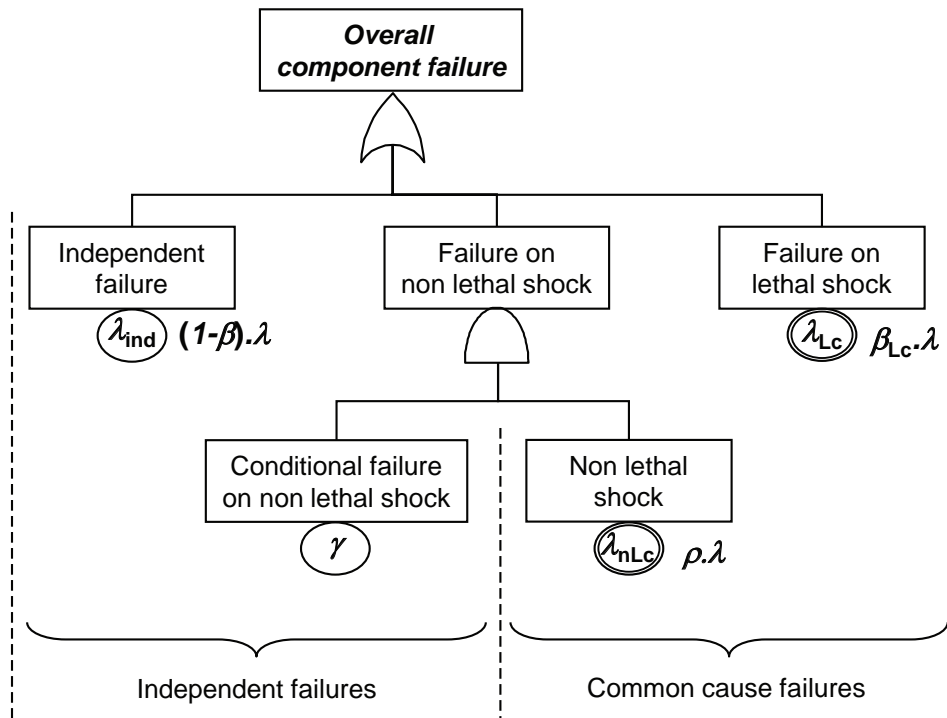 Overall
component failure
Independent
failure
λind (1-β).λ
Failure on
non lethal shock
Failure on
lethal shock
λLc βLc.λ
Conditional failure
on non lethal shock
γ
Non lethal
shock
λnLc ρ.λ
Independent failures
Common cause failures